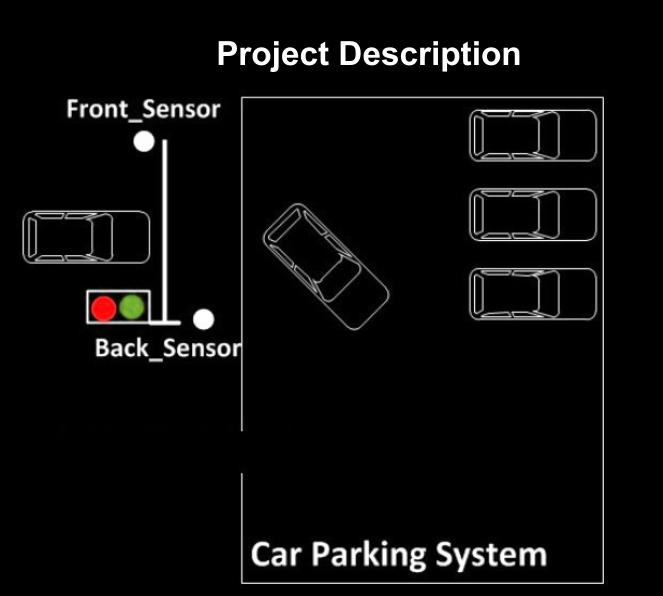 Project Description
Front_Sensor
Back_Sensor
Car Parking System